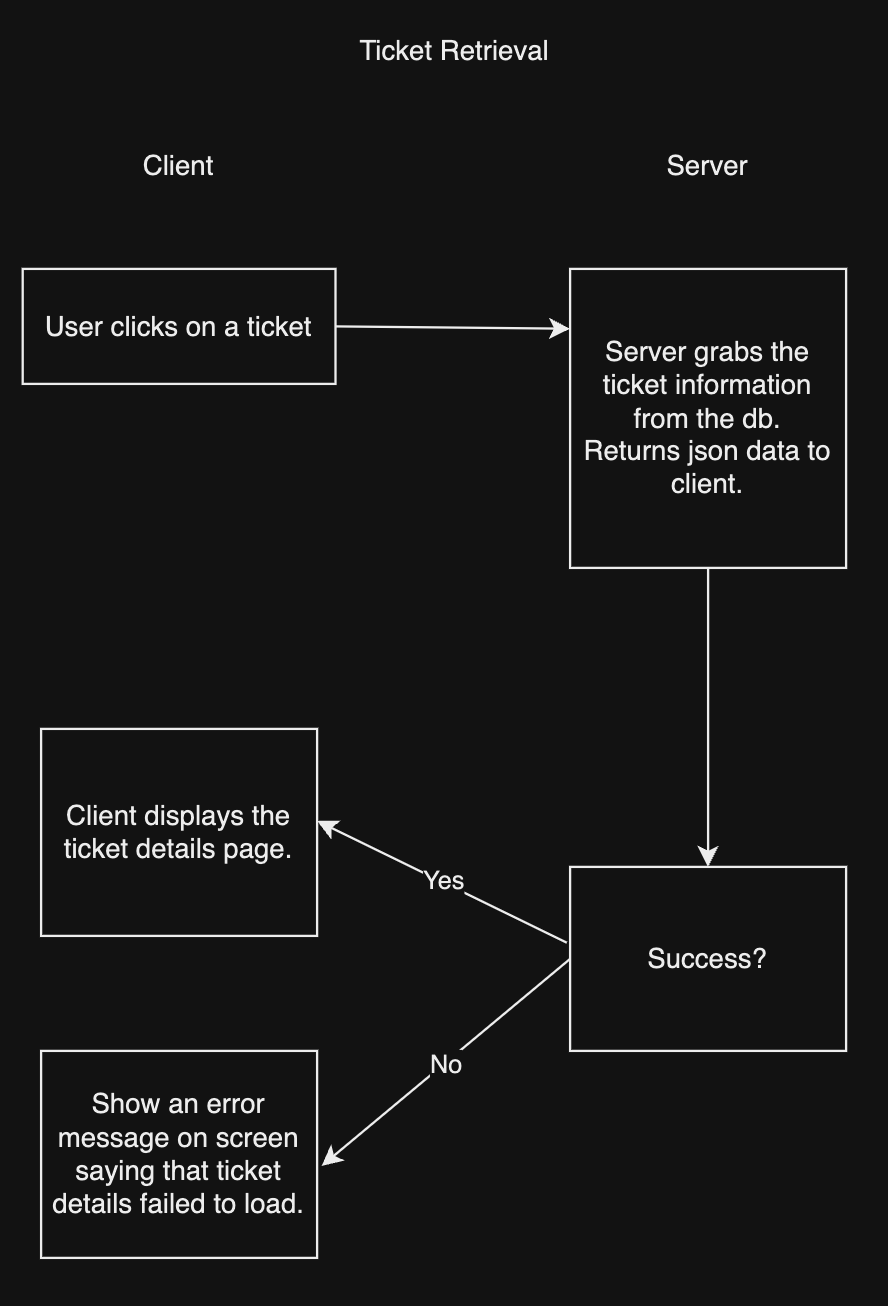 Ticket Retrieval
Client
Server
User clicks on a ticket
Server grabs the
ticket information
from the db.
Returns json data to
client.
Client displays the
ticket details page.
Yes
Success?
No
Show an error
message on screen
saying that ticket
details failed to load.